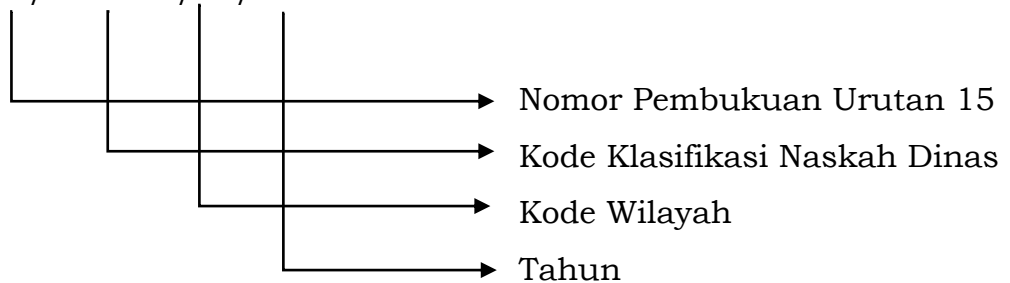 Nomor Pembukuan Urutan 15
Kode Klasifikasi Naskah Dinas
Kode Wilayah
Tahun